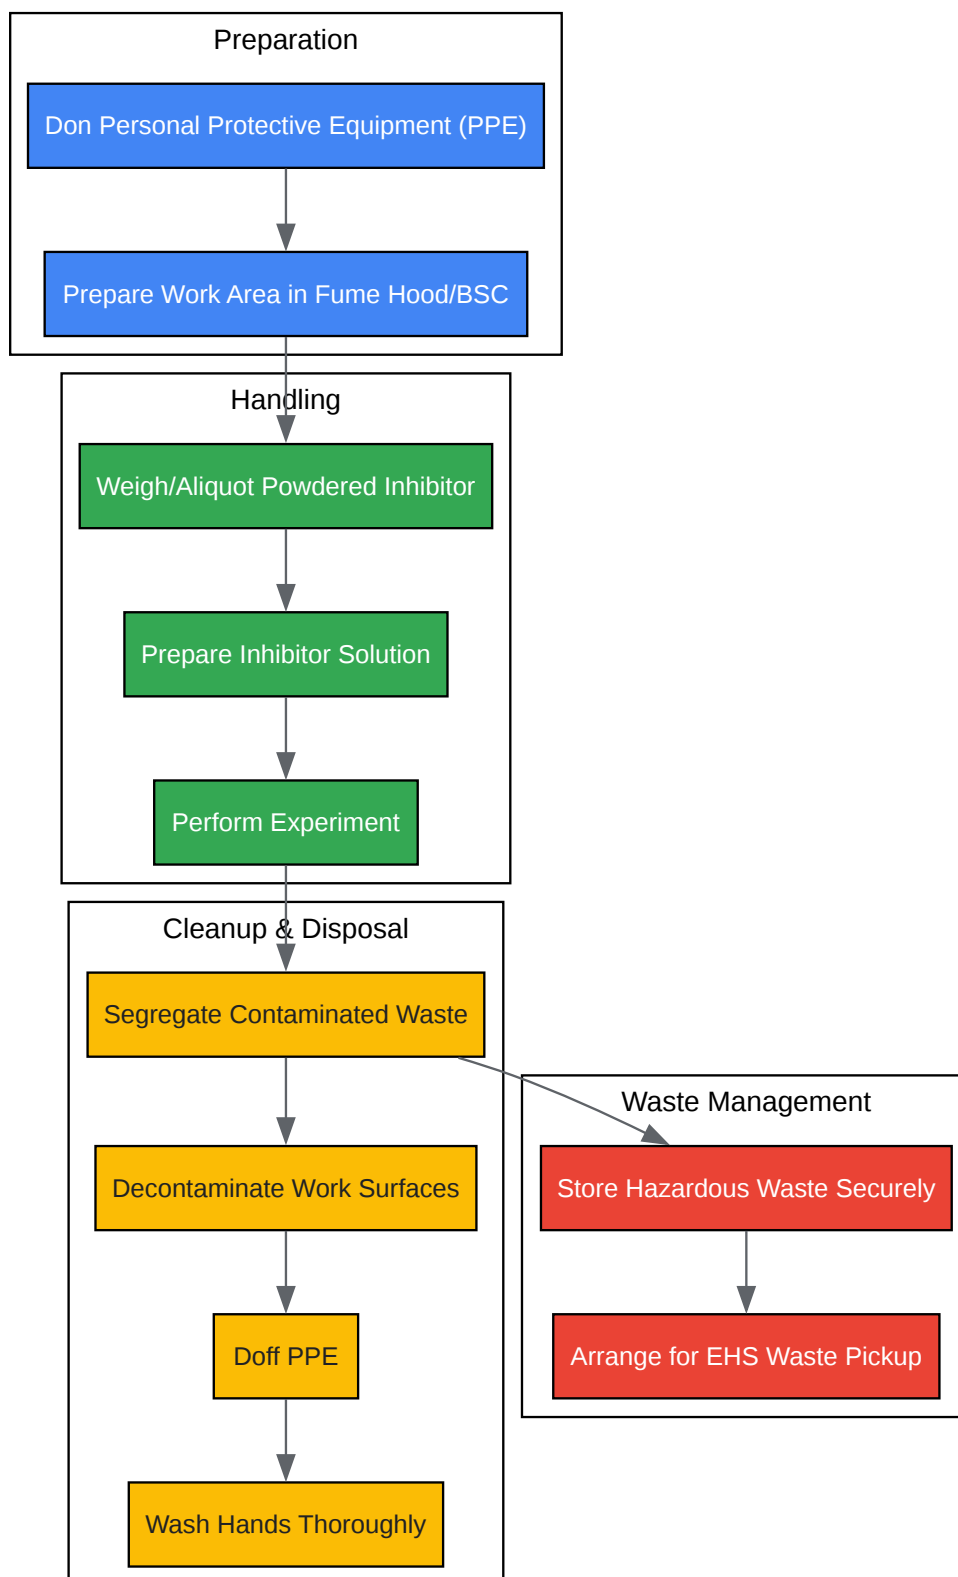 Preparation
Don Personal Protective Equipment (PPE)
Prepare Work Area in Fume Hood/BSC
Handling
Weigh/Aliquot Powdered Inhibitor
Prepare Inhibitor Solution
Perform Experiment
Cleanup & Disposal
Segregate Contaminated Waste
Waste Management
Decontaminate Work Surfaces
Store Hazardous Waste Securely
Doff PPE
Arrange for EHS Waste Pickup
Wash Hands Thoroughly